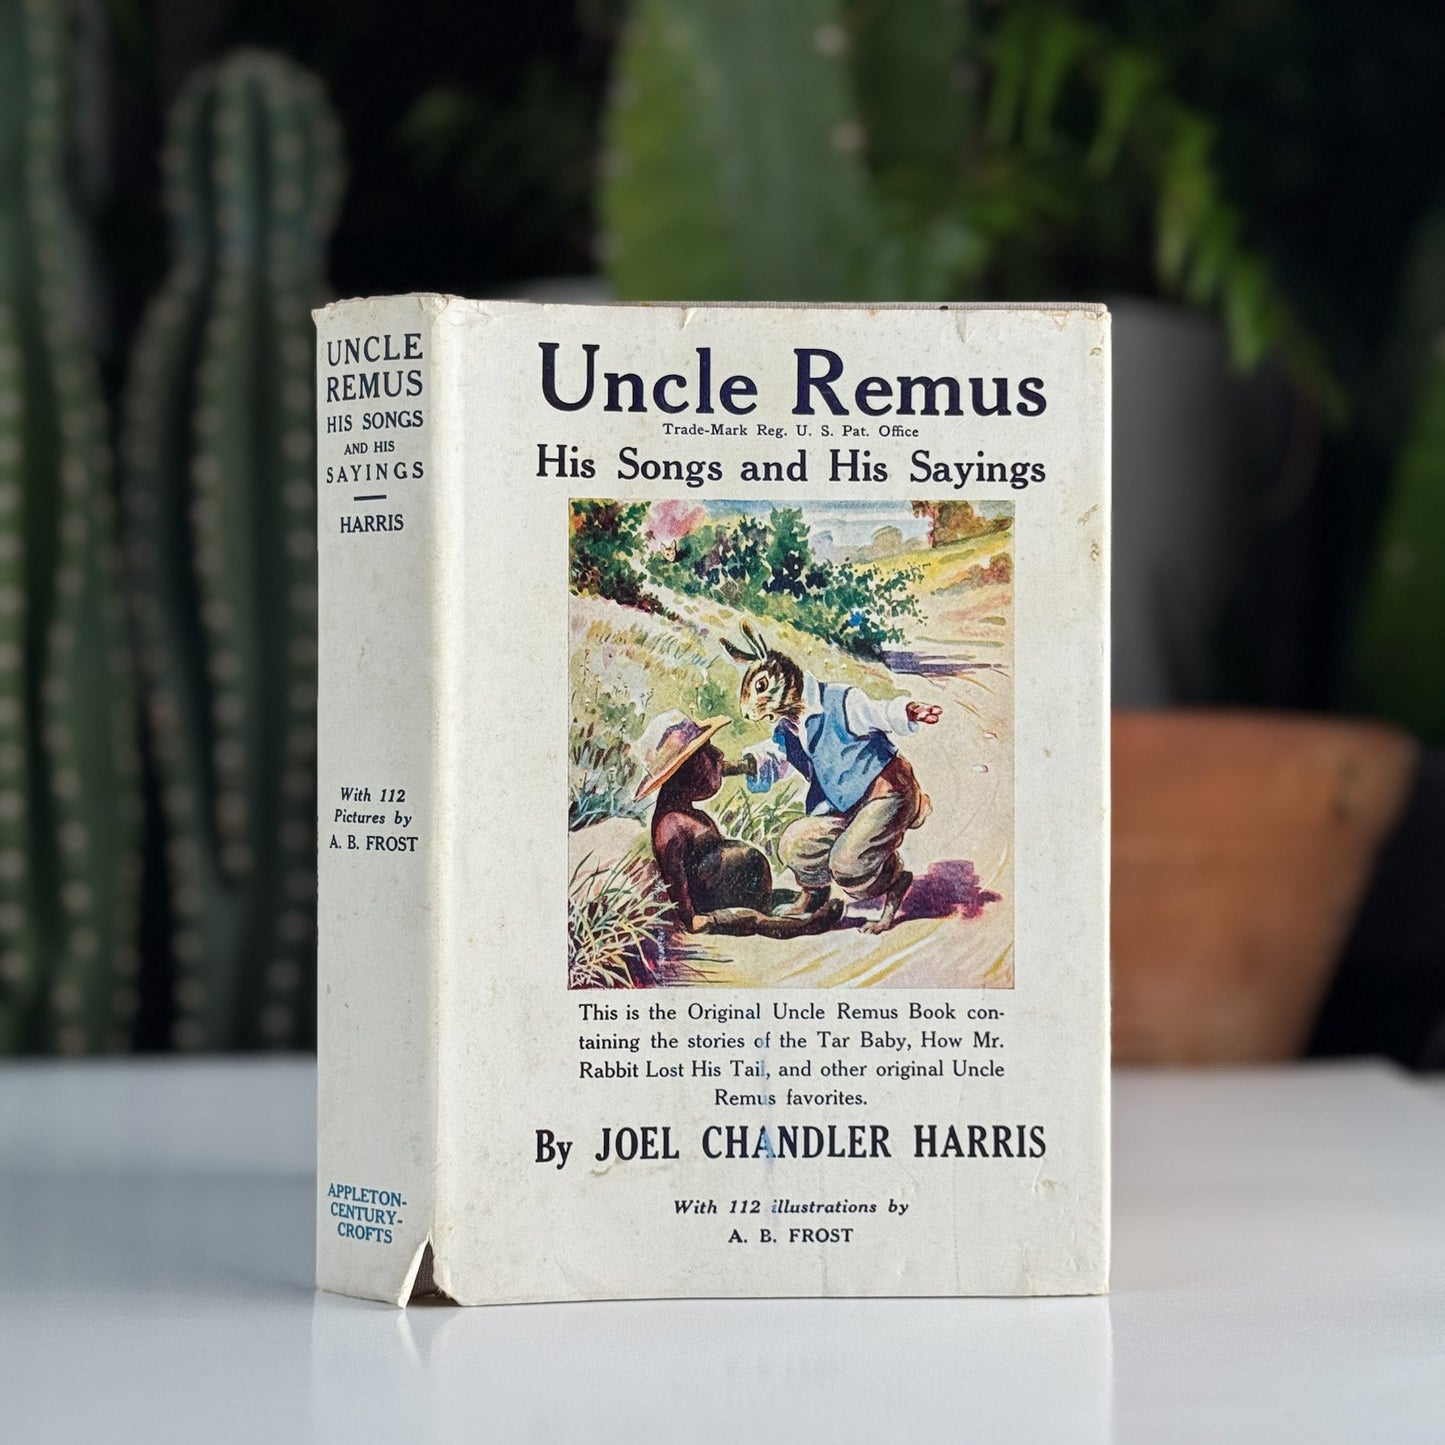 UNCLE
REMUS
HIS SONGS
AND HIS
SAYINGS
HARRIS
With 112
Pictures by
A. B. FROST
APPLETON-
CENTURY-
CROFTS
Uncle Remus
Trade-Mark Reg. U. S. Pat. Office
His Songs and His Sayings
This is the Original Uncle Remus Book con-
taining the stories of the Tar Baby, How Mr.
Rabbit Lost His Tail, and other original Uncle
Remus favorites.
By JOEL CHANDLER HARRIS
With 112 illustrations by
A. B. FROST